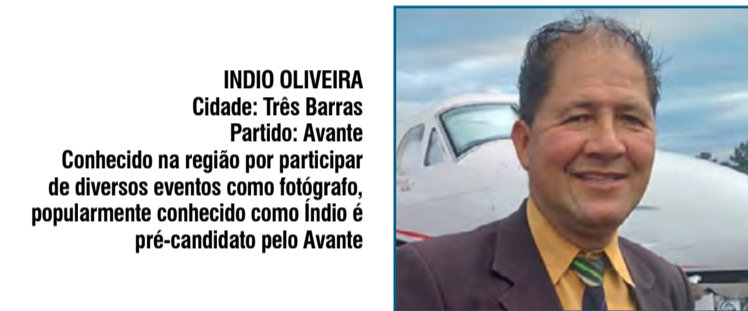 INDIO OLIVEIRA
Cidade: Três Barras
Partido: Avante
Conhecido na região por participar
de diversos eventos como fotógrafo,
popularmente conhecido como Índio é
pré-candidato pelo Avante